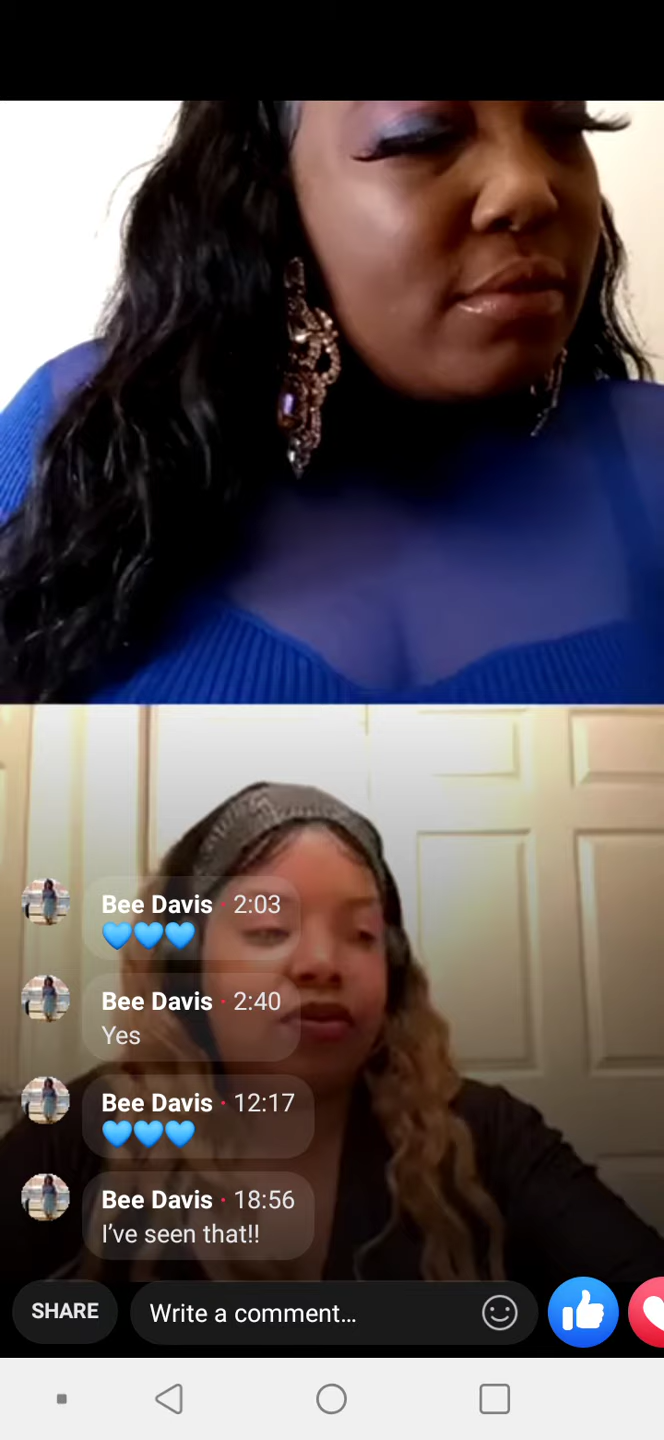 Bee Davis · 2:03
💙💙💙
Bee Davis · 2:40
Yes
Bee Davis · 12:17
💙💙💙
Bee Davis · 18:56
I've seen that!!
SHARE
Write a comment...